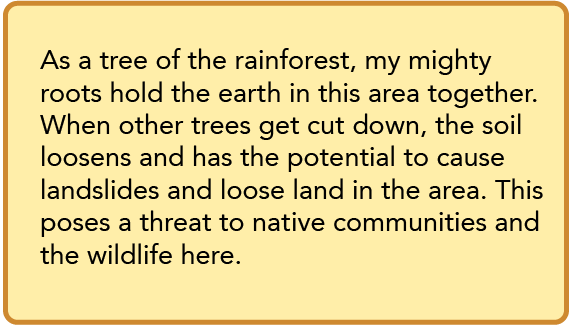 As a tree of the rainforest, my mighty
roots hold the earth in this area together.
When other trees get cut down, the soil
loosens and has the potential to cause
landslides and loose land in the area. This
poses a threat to native communities and
the wildlife here.